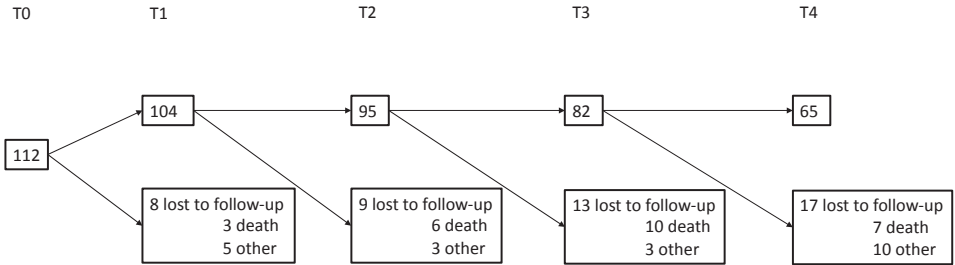 T0 T1 T2 T3 T4
104 95 82 65
112
8 lost to follow-up
3 death
5 other
9 lost to follow-up
6 death
3 other
13 lost to follow-up
10 death
3 other
17 lost to follow-up
7 death
10 other